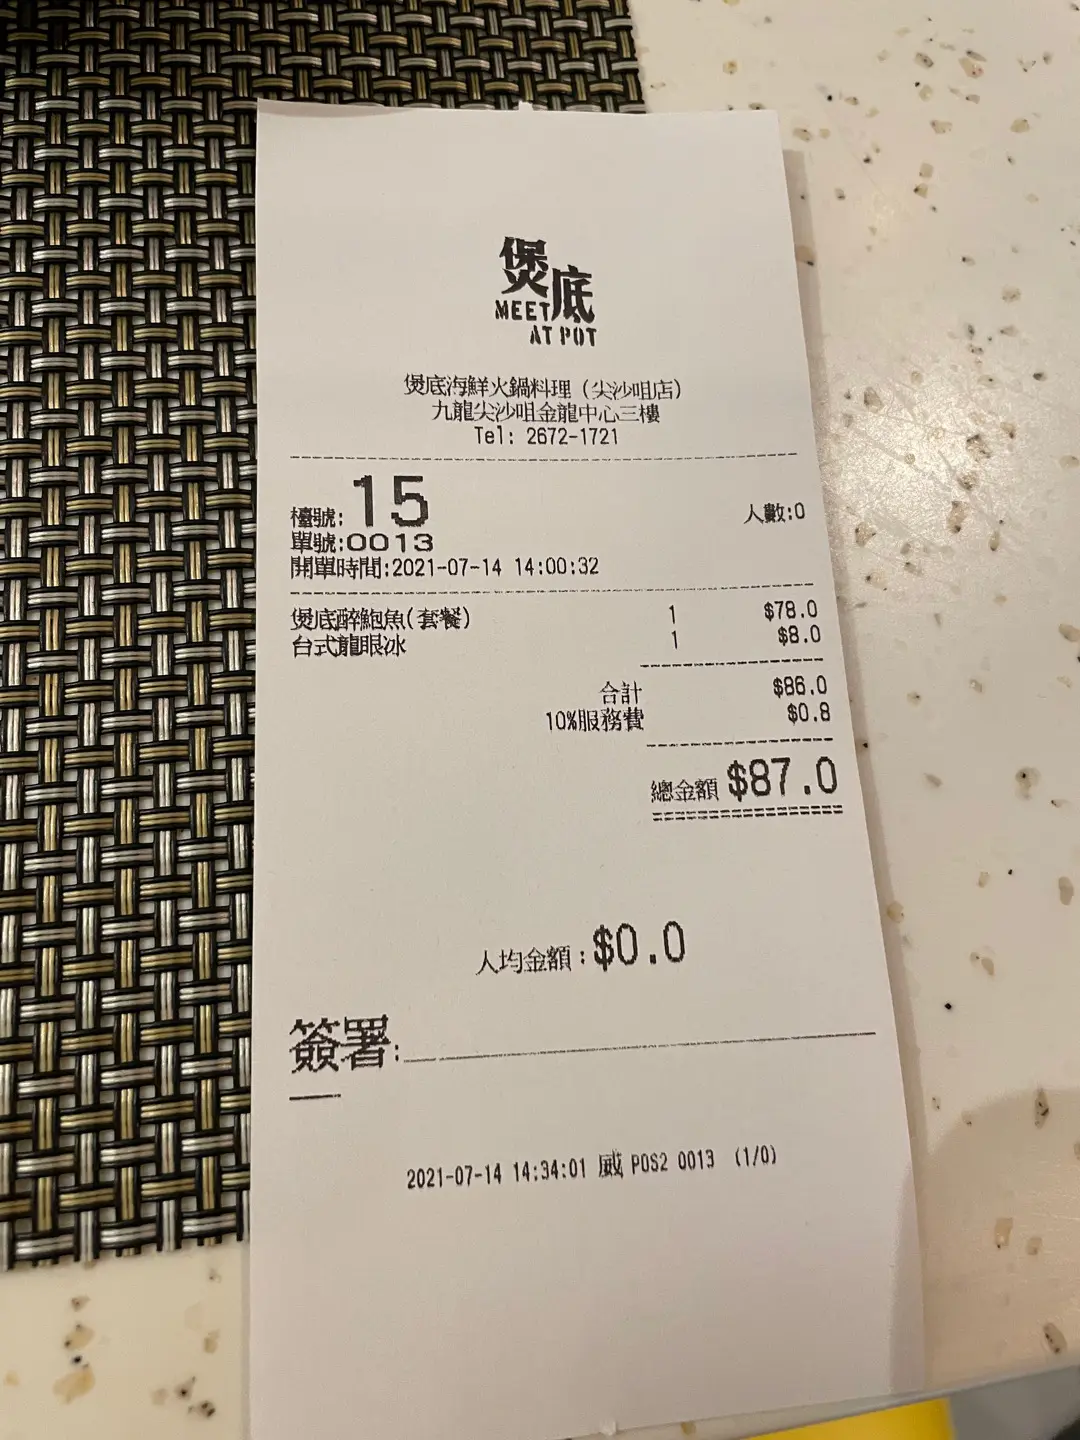 煲底
MEET
AT POT
煲底海鮮火鍋料理 (尖沙咀店)
九龍尖沙咀金龍中心三樓
Tel: 2672-1721
檯號: 15
人數:0
單號:0013
開單時間:2021-07-14 14:00:32
煲底醉鮑魚(套餐) 1 $78.0
台式龍眼冰 1 $8.0
合計 $86.0
10%服務費 $0.8
總金額 $87.0
人均金額: $0.0
簽署:
2021-07-14 14:34:01 威 POS2 0013 (1/0)